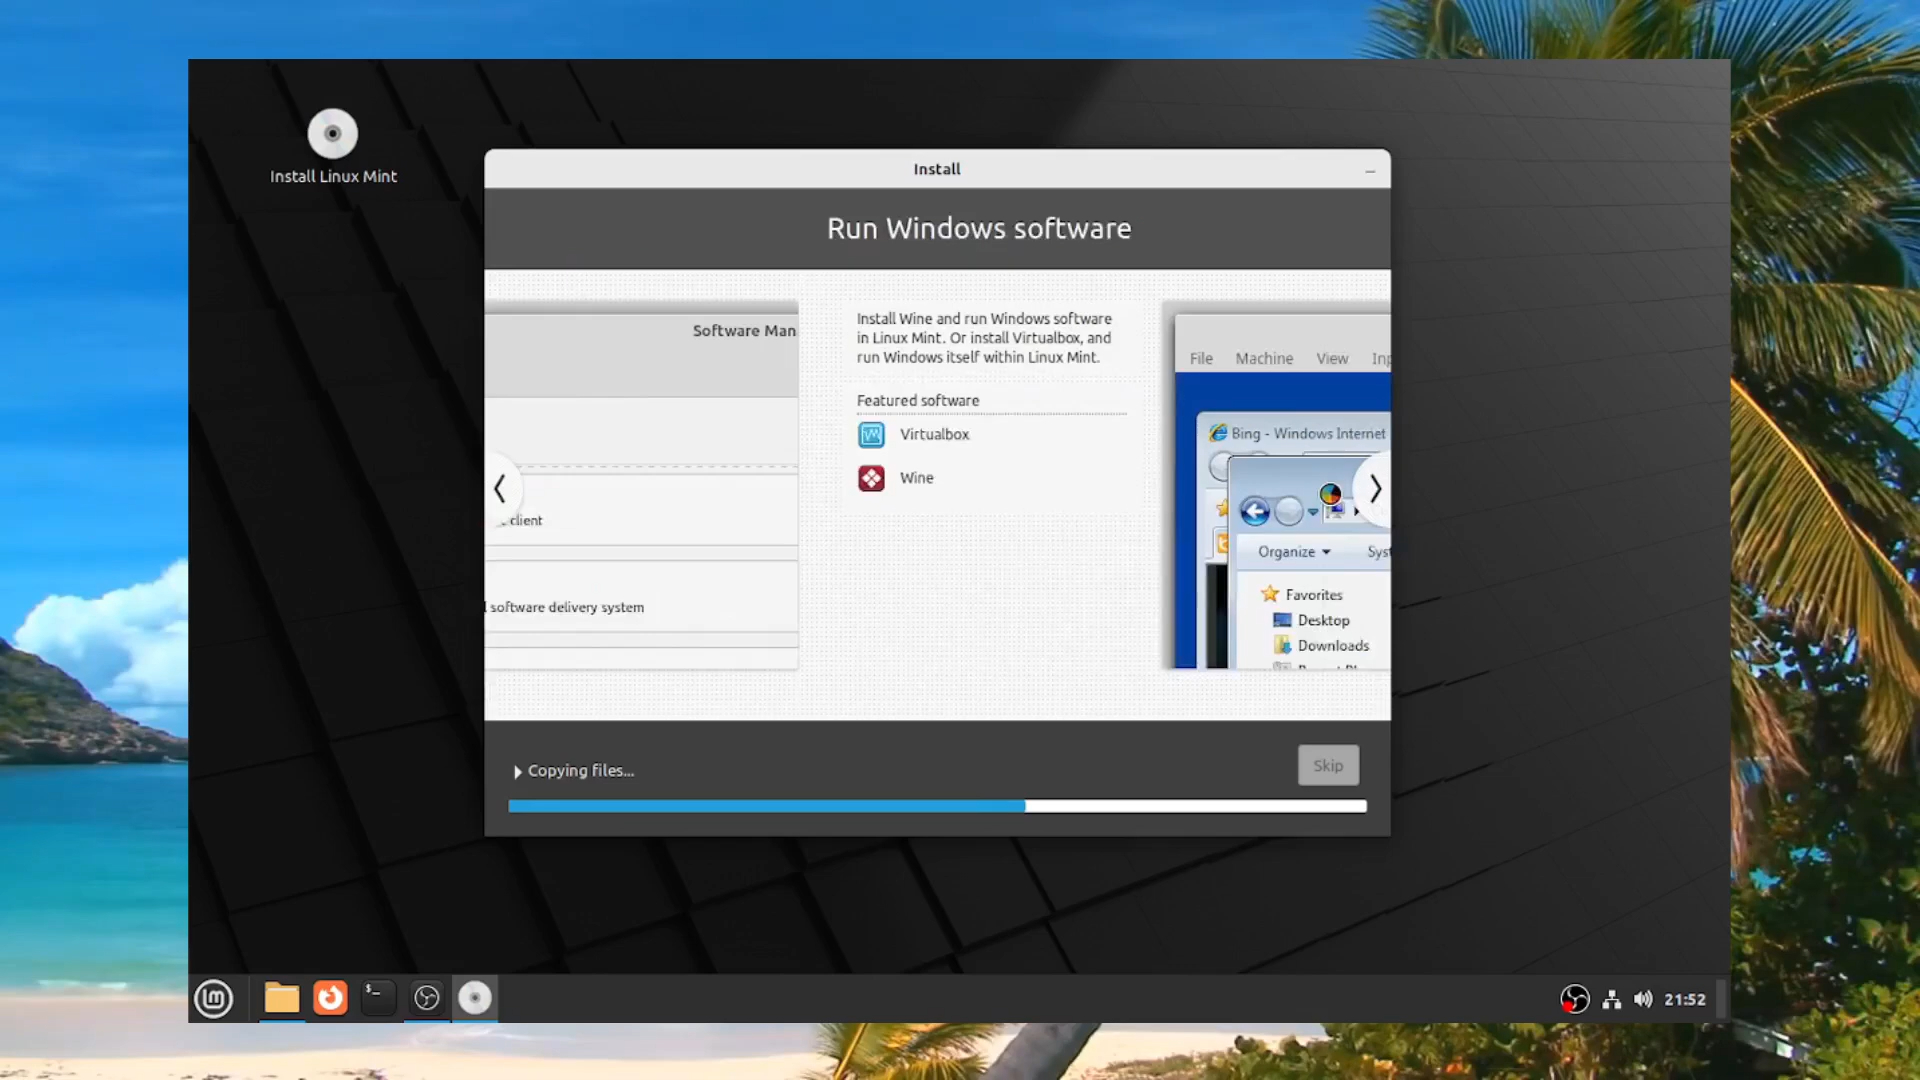 Install Linux Mint
Install
Run Windows software
Software Man
client
software delivery system
Install Wine and run Windows software
in Linux Mint. Or install Virtualbox, and
run Windows itself within Linux Mint.
Featured software
Virtualbox
Wine
File Machine View Inp
Bing - Windows Internet
Organize Syst
Favorites
Desktop
Downloads
Copying files...
Skip
$_
21:52